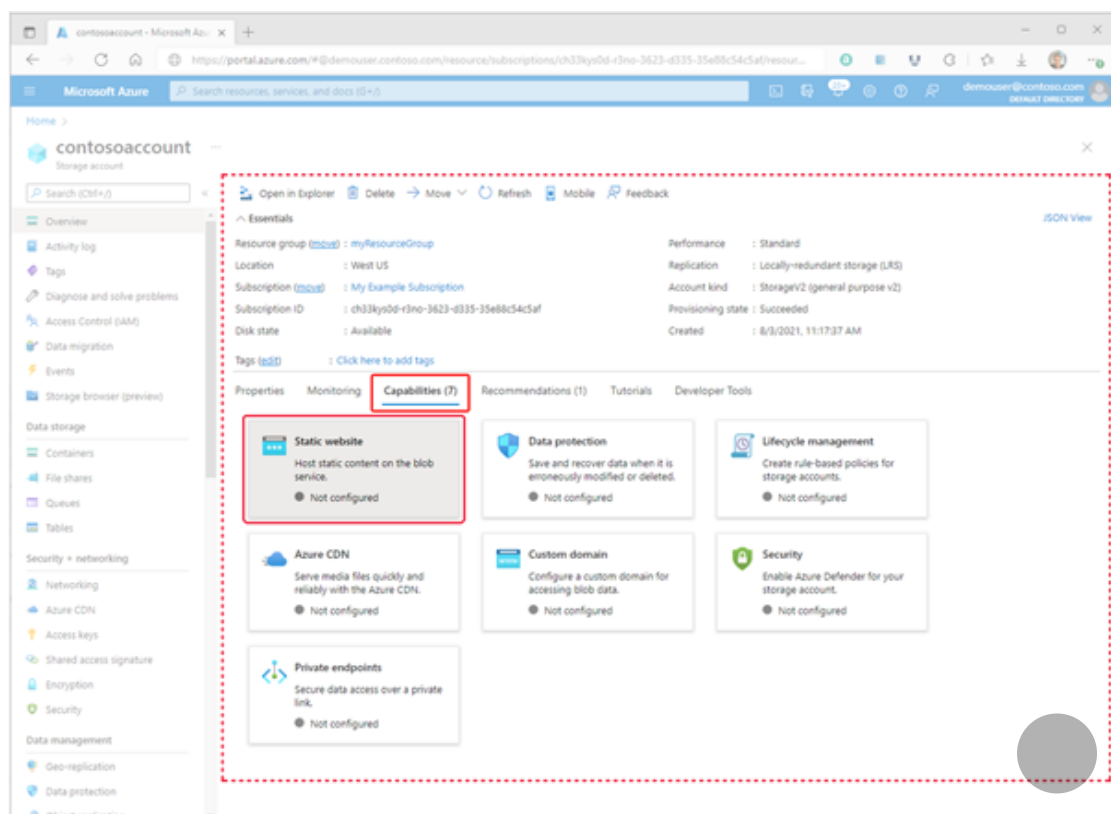 contosoaccount - Microsoft Azu
https://portal.azure.com/#@demouser.contoso.com/resource/subscriptions/ch33kys0d-r3no-3623-d335-35e88c54c5af/resour...
Microsoft Azure
Search resources, services, and docs (G+/)
demouser@contoso.com
DEFAULT DIRECTORY
Home >
contosoaccount ...
Storage account
Search (Ctrl+/)
«
Overview
Activity log
Tags
Diagnose and solve problems
Access Control (IAM)
Data migration
Events
Storage browser (preview)
Data storage
Containers
File shares
Queues
Tables
Security + networking
Networking
Azure CDN
Access keys
Shared access signature
Encryption
Security
Data management
Geo-replication
Data protection
Open in Explorer Delete Move Refresh Mobile Feedback
Essentials JSON View
Resource group (move) : myResourceGroup Performance : Standard
Location : West US Replication : Locally-redundant storage (LRS)
Subscription (move) : My Example Subscription Account kind : StorageV2 (general purpose v2)
Subscription ID : ch33kys0d-r3no-3623-d335-35e88c54c5af Provisioning state : Succeeded
Disk state : Available Created : 8/3/2021, 11:17:37 AM
Tags (edit) : Click here to add tags
Properties Monitoring Capabilities (7) Recommendations (1) Tutorials Developer Tools
Static website
Host static content on the blob
service.
Not configured
Data protection
Save and recover data when it is
erroneously modified or deleted.
Not configured
Lifecycle management
Create rule-based policies for
storage accounts.
Not configured
Azure CDN
Serve media files quickly and
reliably with the Azure CDN.
Not configured
Custom domain
Configure a custom domain for
accessing blob data.
Not configured
Security
Enable Azure Defender for your
storage account.
Not configured
Private endpoints
Secure data access over a private
link.
Not configured